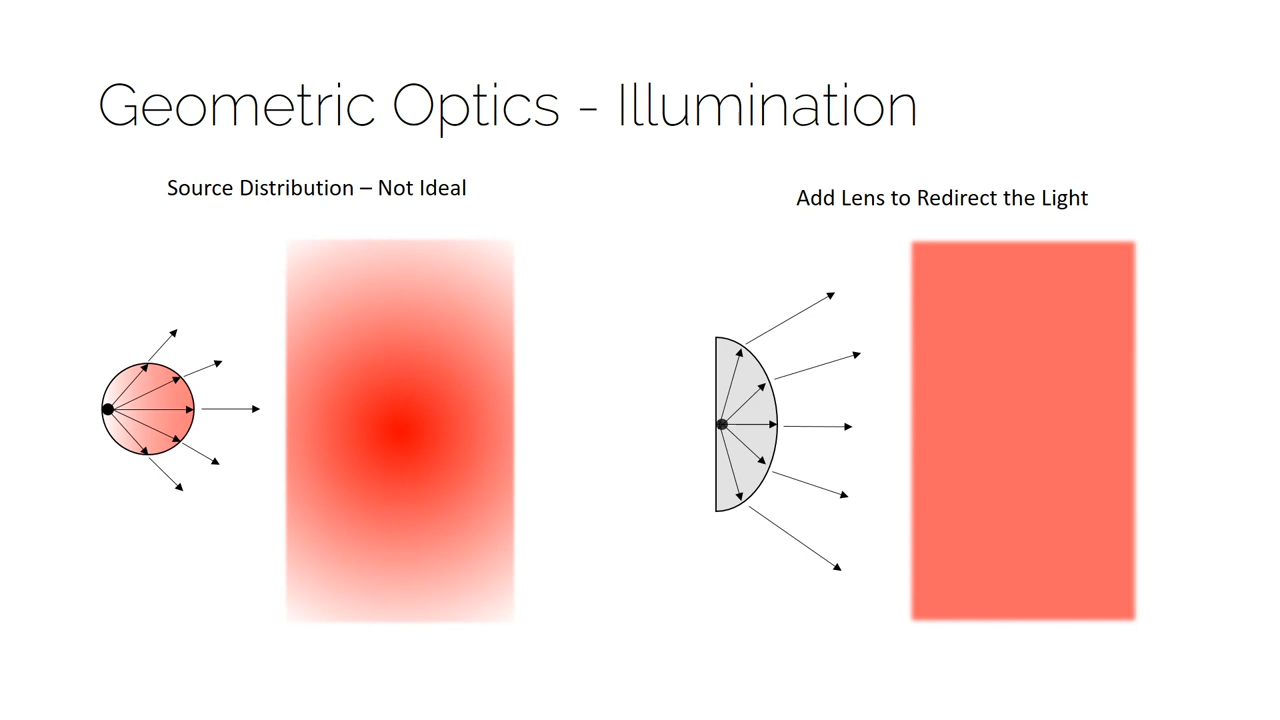 Geometric Optics - Illumination
Source Distribution – Not Ideal
Add Lens to Redirect the Light